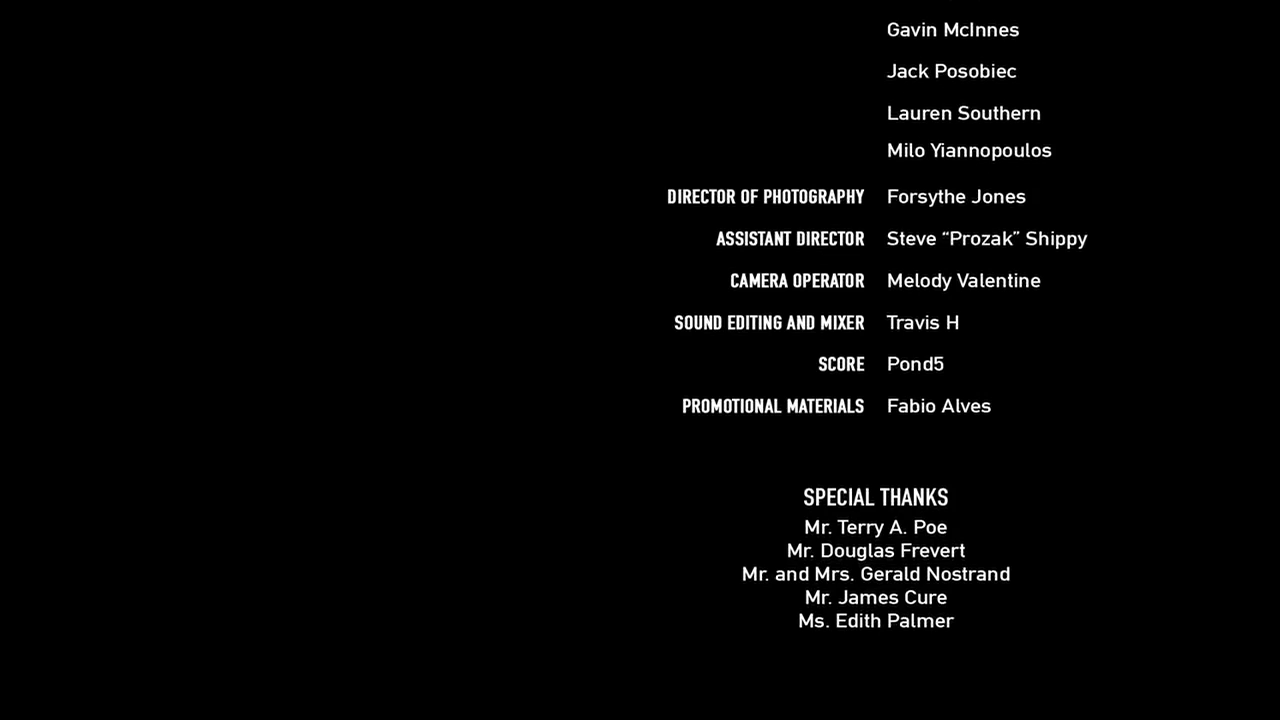 Gavin McInnes
Jack Posobiec
Lauren Southern
Milo Yiannopoulos
DIRECTOR OF PHOTOGRAPHY Forsythe Jones
ASSISTANT DIRECTOR Steve “Prozak” Shippy
CAMERA OPERATOR Melody Valentine
SOUND EDITING AND MIXER Travis H
SCORE Pond5
PROMOTIONAL MATERIALS Fabio Alves
SPECIAL THANKS
Mr. Terry A. Poe
Mr. Douglas Frevert
Mr. and Mrs. Gerald Nostrand
Mr. James Cure
Ms. Edith Palmer